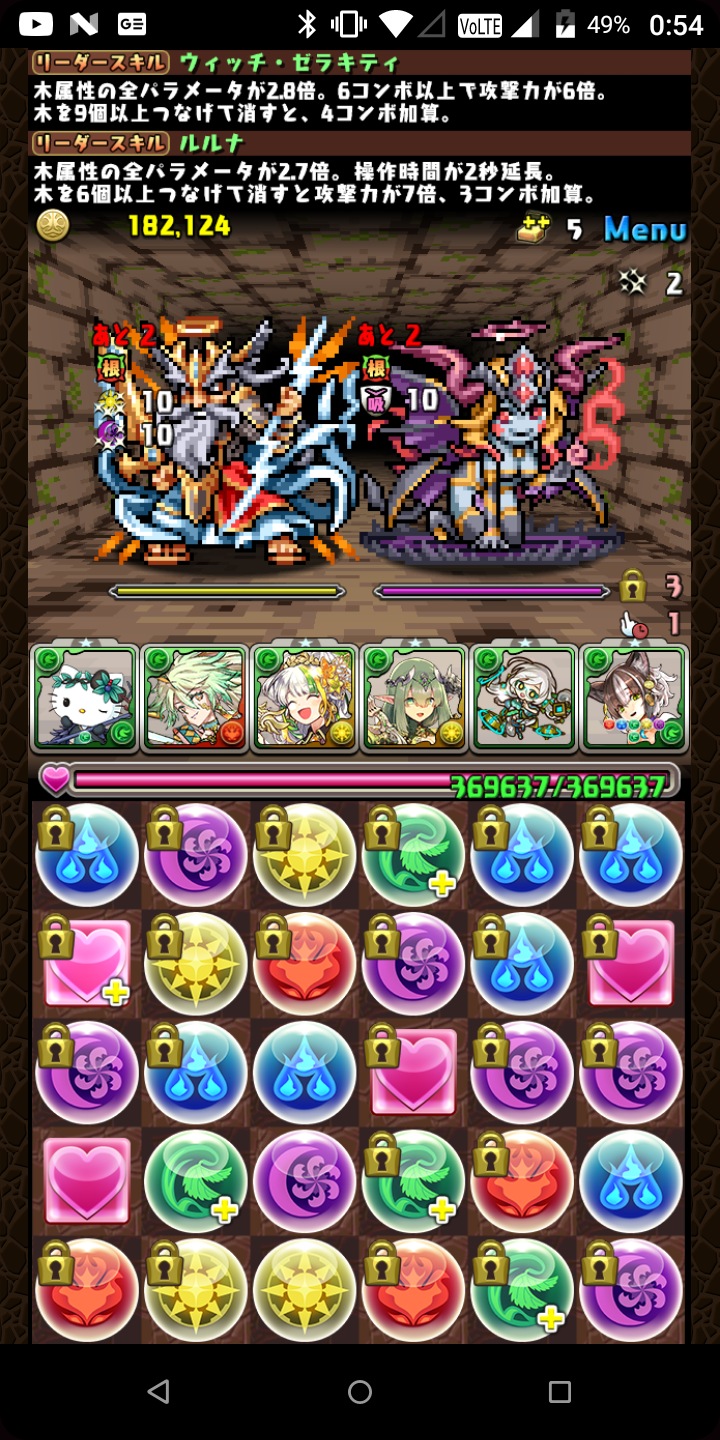 GE
VoLTE
49%
0:54
リーダースキル ウィッチ・ゼラキティ
木属性の全パラメータが2.8倍。6コンボ以上で攻撃力が6倍。
木を9個以上つなげて消すと、4コンボ加算。
リーダースキル ルルナ
木属性の全パラメータが2.7倍。操作時間が2秒延長。
木を6個以上つなげて消すと攻撃力が7倍、3コンボ加算。
182,124
5
Menu
2
あと2
あと2
根
根
10
吸 10
10
3
1
369637/369637